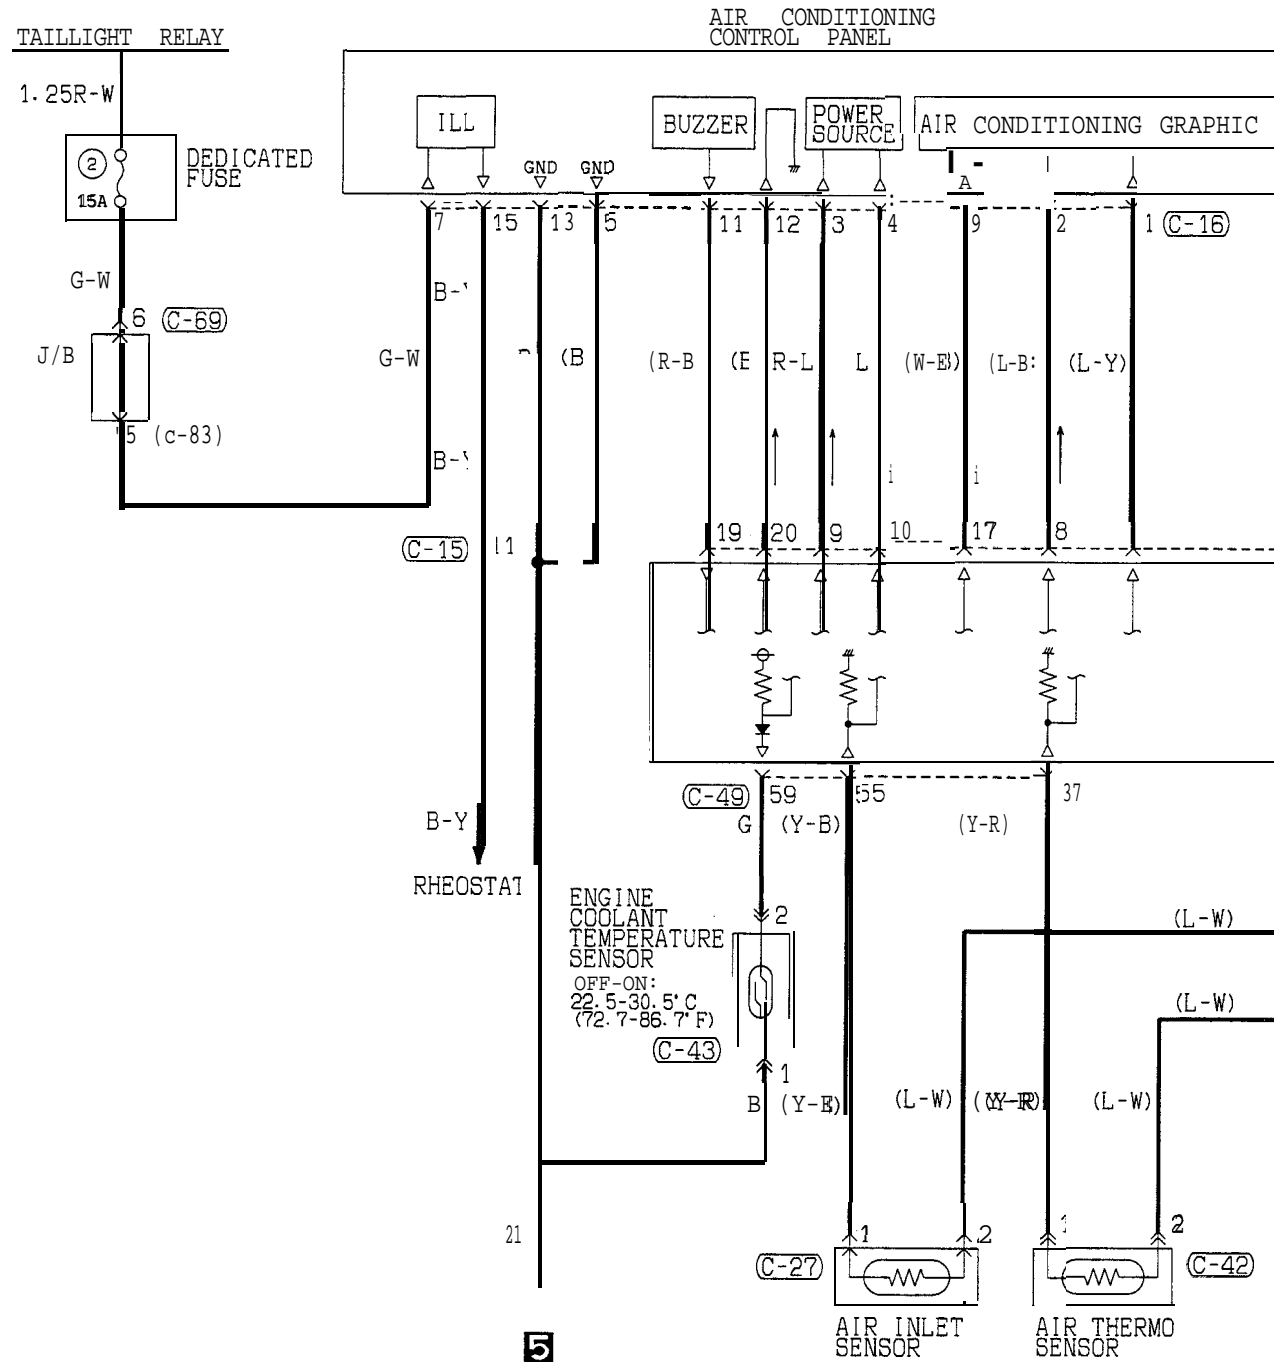 AIR CONDITIONING
CONTROL PANEL
TAILLIGHT RELAY
1.25R-W
ILL
BUZZER
POWER
SOURCE
AIR CONDITIONING GRAPHIC
2
15A
DEDICATED
FUSE
GND
GND
A
7
15
13
5
11
12
3
4
9
2
1
C-16
G-W
6
C-69
J/B
G-W
(B
(R-B
R-L
L
(L-Y)
5
(c-83)
C-15
19
20
9
10
17
8
C-49
59
55
37
B-Y
G
(Y-B)
(Y-R)
RHEOSTAT
ENGINE
COOLANT
TEMPERATURE
SENSOR
OFF-ON:
22.5-30.5°C
(72.7-86.7°F)
2
(L-W)
(L-W)
C-43
1
B
(L-W)
(L-W)
21
1
2
1
2
C-27
C-42
AIR INLET
SENSOR
AIR THERMO
SENSOR
5